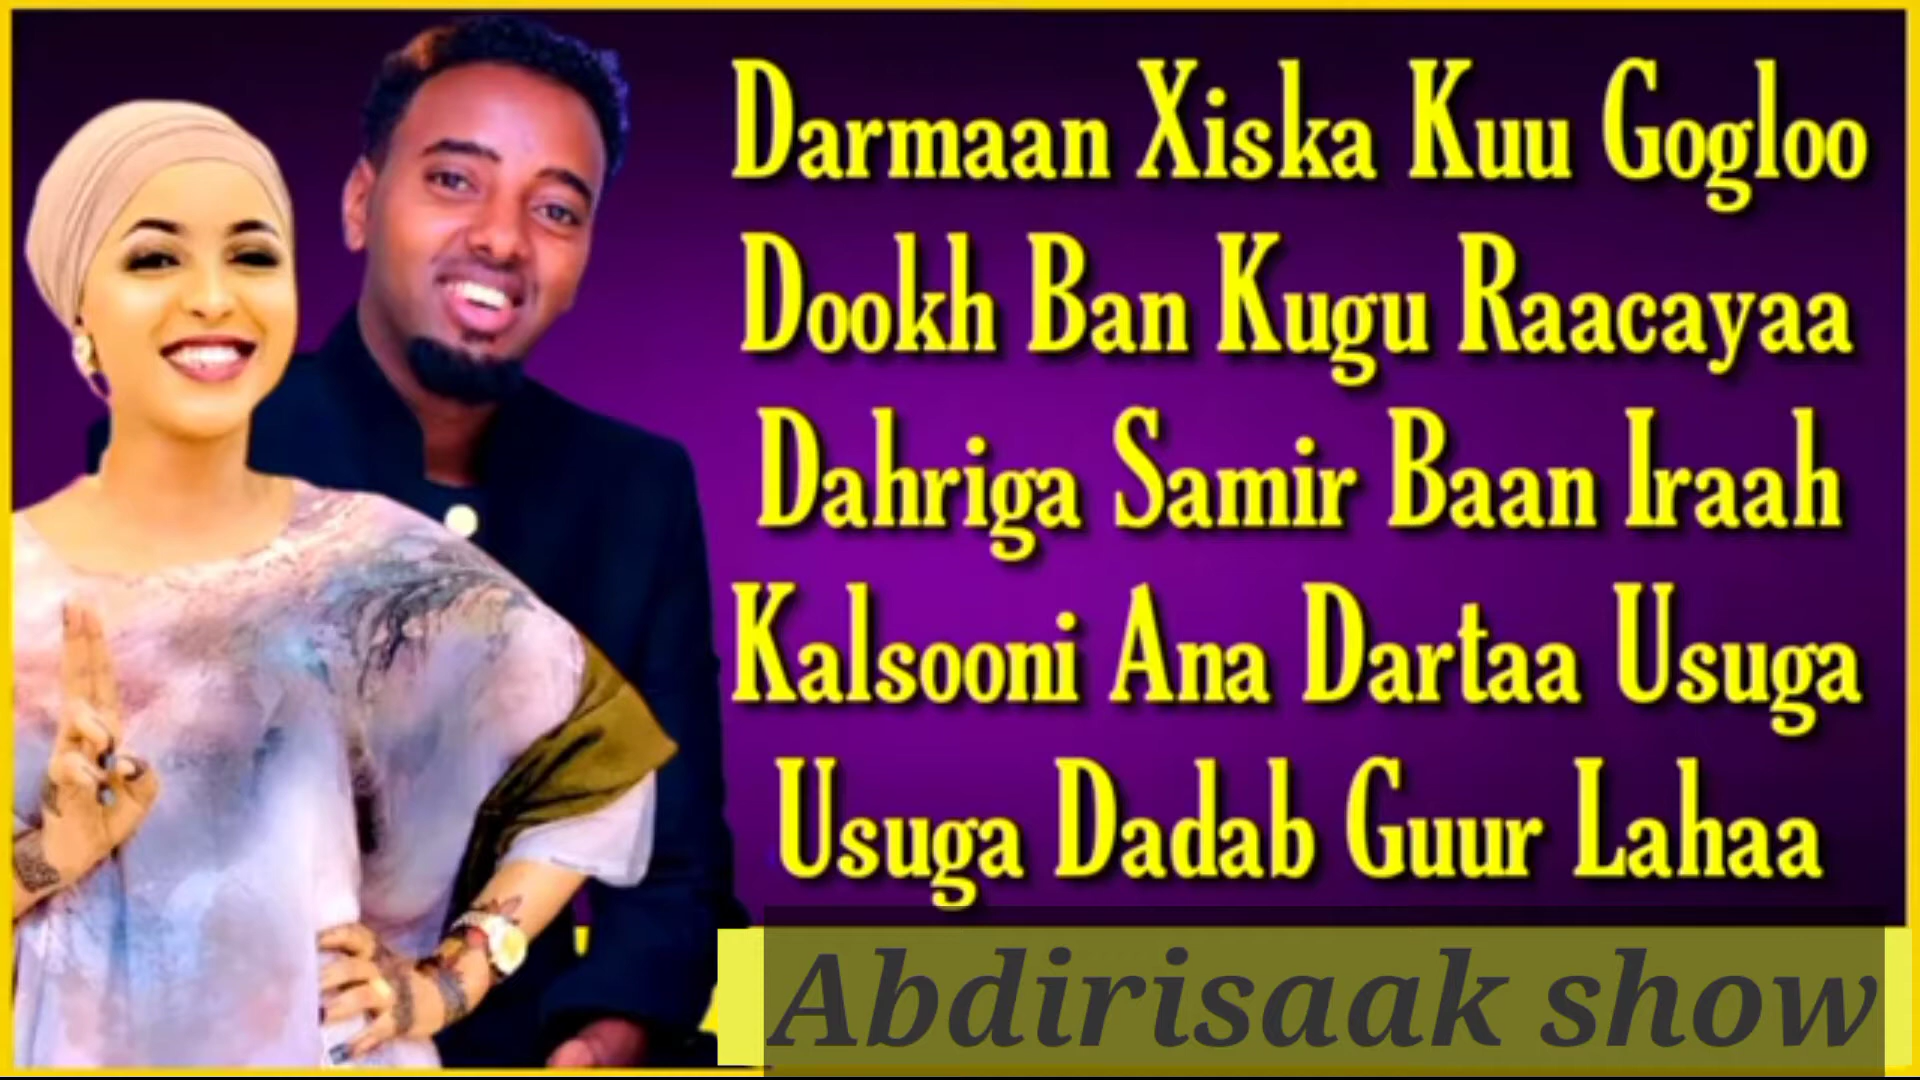 Darmaan Xiska Kuu Gogloo
Dookh Ban Kugu Raacayaa
Dahriga Samir Baan Iraah
Kalsooni Ana Dartaa Usuga
Usuga Dadab Guur Lahaa
Abdirisaak show